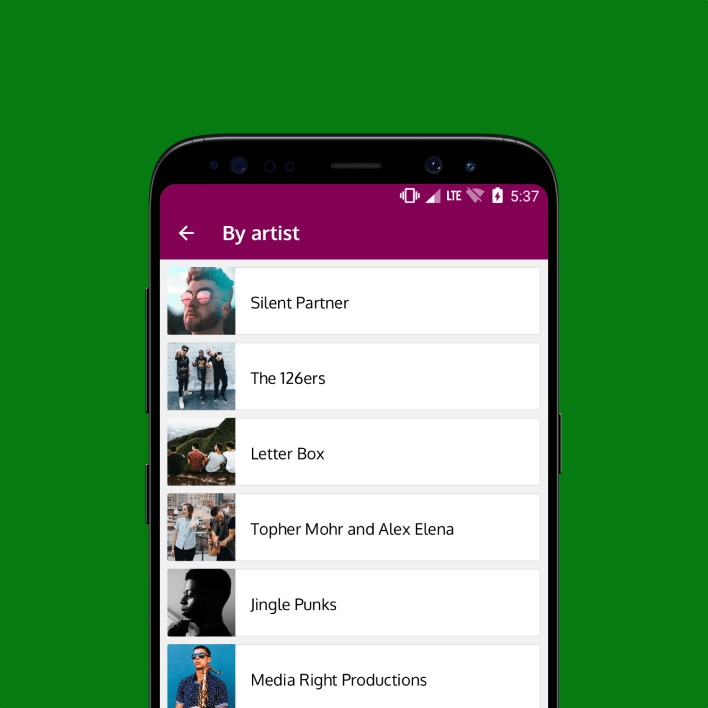 LTE 5:37
By artist
Silent Partner
The 126ers
Letter Box
Topher Mohr and Alex Elena
Jingle Punks
Media Right Productions